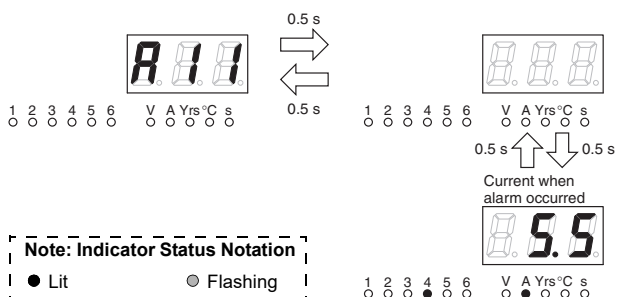 0.5 s
A11
0.5 s
1 2 3 4 5 6 V A Yrs °C s
1 2 3 4 5 6 V A Yrs °C s
0.5 s 0.5 s
Current when
alarm occurred
5.5
Note: Indicator Status Notation
Lit Flashing
1 2 3 4 5 6 V A Yrs °C s